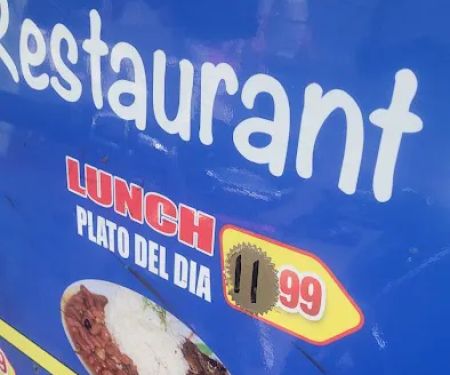 Restaurant
LUNCH
PLATO DEL DIA
11 99